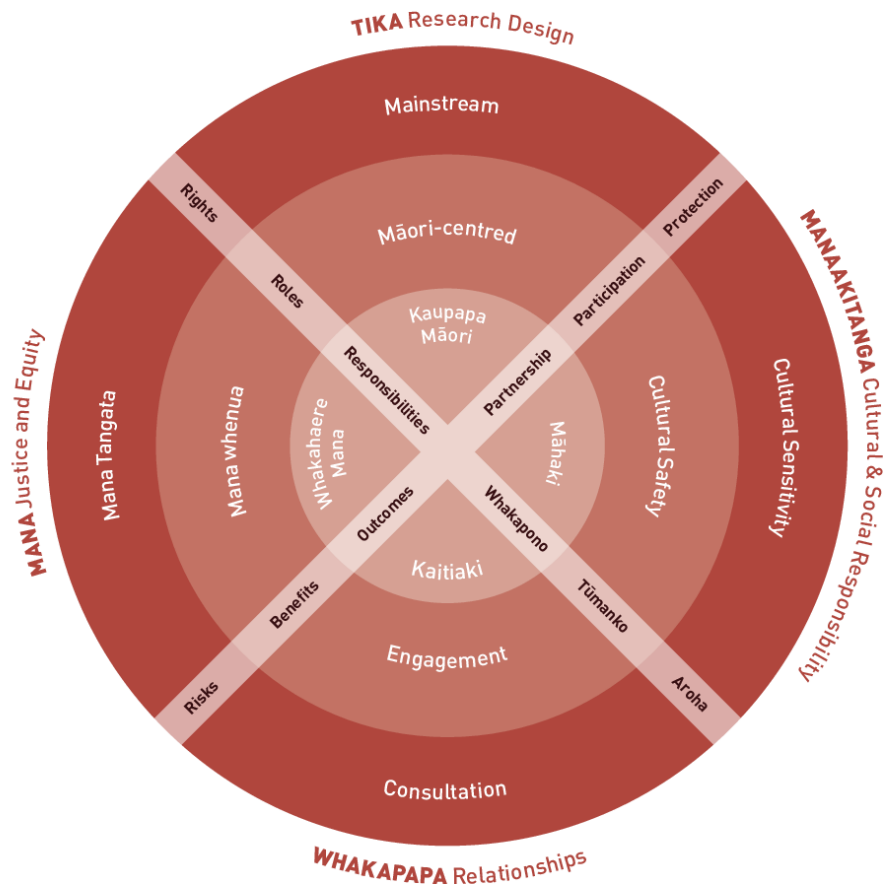 TIKA Research Design
Mainstream
Māori-centred
Kaupapa
Māori
MANAAKITANGA Cultural & Social Responsibility
Cultural Sensitivity
Cultural Safety
Māhaki
WHAKAPAPA Relationships
Consultation
Engagement
Kaitiaki
MANA Justice and Equity
Mana Tangata
Mana whenua
Whakahaere
Mana
Rights
Roles
Responsibilities
Protection
Participation
Partnership
Whakapono
Tūmanko
Aroha
Outcomes
Benefits
Risks